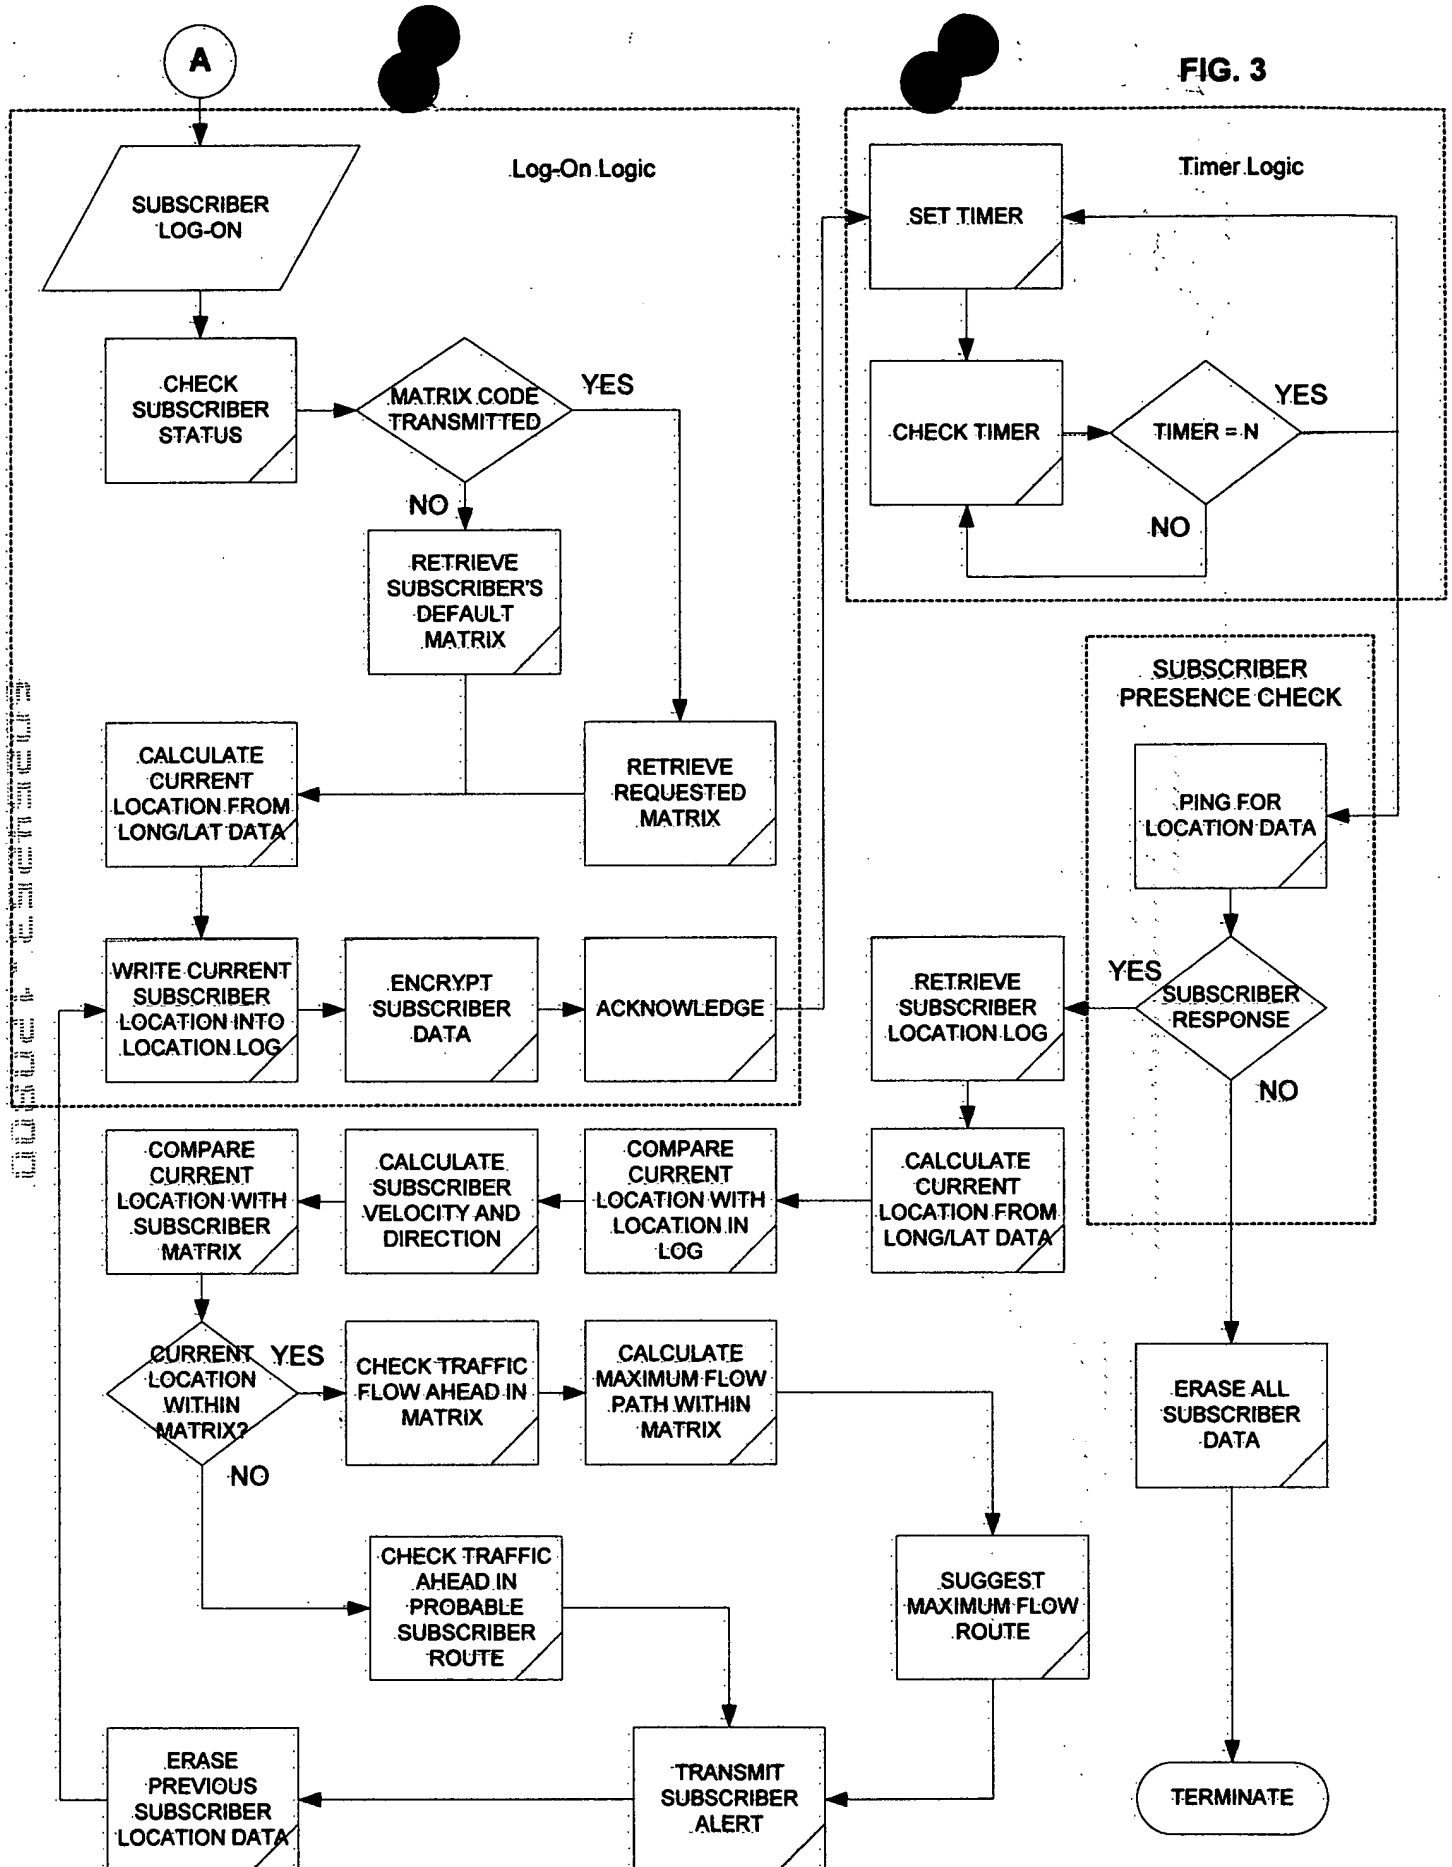 A
FIG. 3
Log-On Logic
SUBSCRIBER
LOG-ON
CHECK
SUBSCRIBER
STATUS
MATRIX CODE
TRANSMITTED
YES
NO
RETRIEVE
SUBSCRIBER'S
DEFAULT
MATRIX
CALCULATE
CURRENT
LOCATION FROM
LONG/LAT DATA
RETRIEVE
REQUESTED
MATRIX
WRITE CURRENT
SUBSCRIBER
LOCATION INTO
LOCATION LOG
ENCRYPT
SUBSCRIBER
DATA
ACKNOWLEDGE
Timer Logic
SET TIMER
CHECK TIMER
TIMER = N
YES
NO
SUBSCRIBER
PRESENCE CHECK
PING FOR
LOCATION DATA
YES
SUBSCRIBER
RESPONSE
NO
RETRIEVE
SUBSCRIBER
LOCATION LOG
CALCULATE
CURRENT
LOCATION FROM
LONG/LAT DATA
COMPARE
CURRENT
LOCATION WITH
LOCATION IN
LOG
CALCULATE
SUBSCRIBER
VELOCITY AND
DIRECTION
COMPARE
CURRENT
LOCATION WITH
SUBSCRIBER
MATRIX
CURRENT
LOCATION
WITHIN
MATRIX?
YES
NO
CHECK TRAFFIC
FLOW AHEAD IN
MATRIX
CALCULATE
MAXIMUM FLOW
PATH WITHIN
MATRIX
ERASE ALL
SUBSCRIBER
DATA
CHECK TRAFFIC
AHEAD IN
PROBABLE
SUBSCRIBER
ROUTE
SUGGEST
MAXIMUM FLOW
ROUTE
ERASE
PREVIOUS
SUBSCRIBER
LOCATION DATA
TRANSMIT
SUBSCRIBER
ALERT
TERMINATE